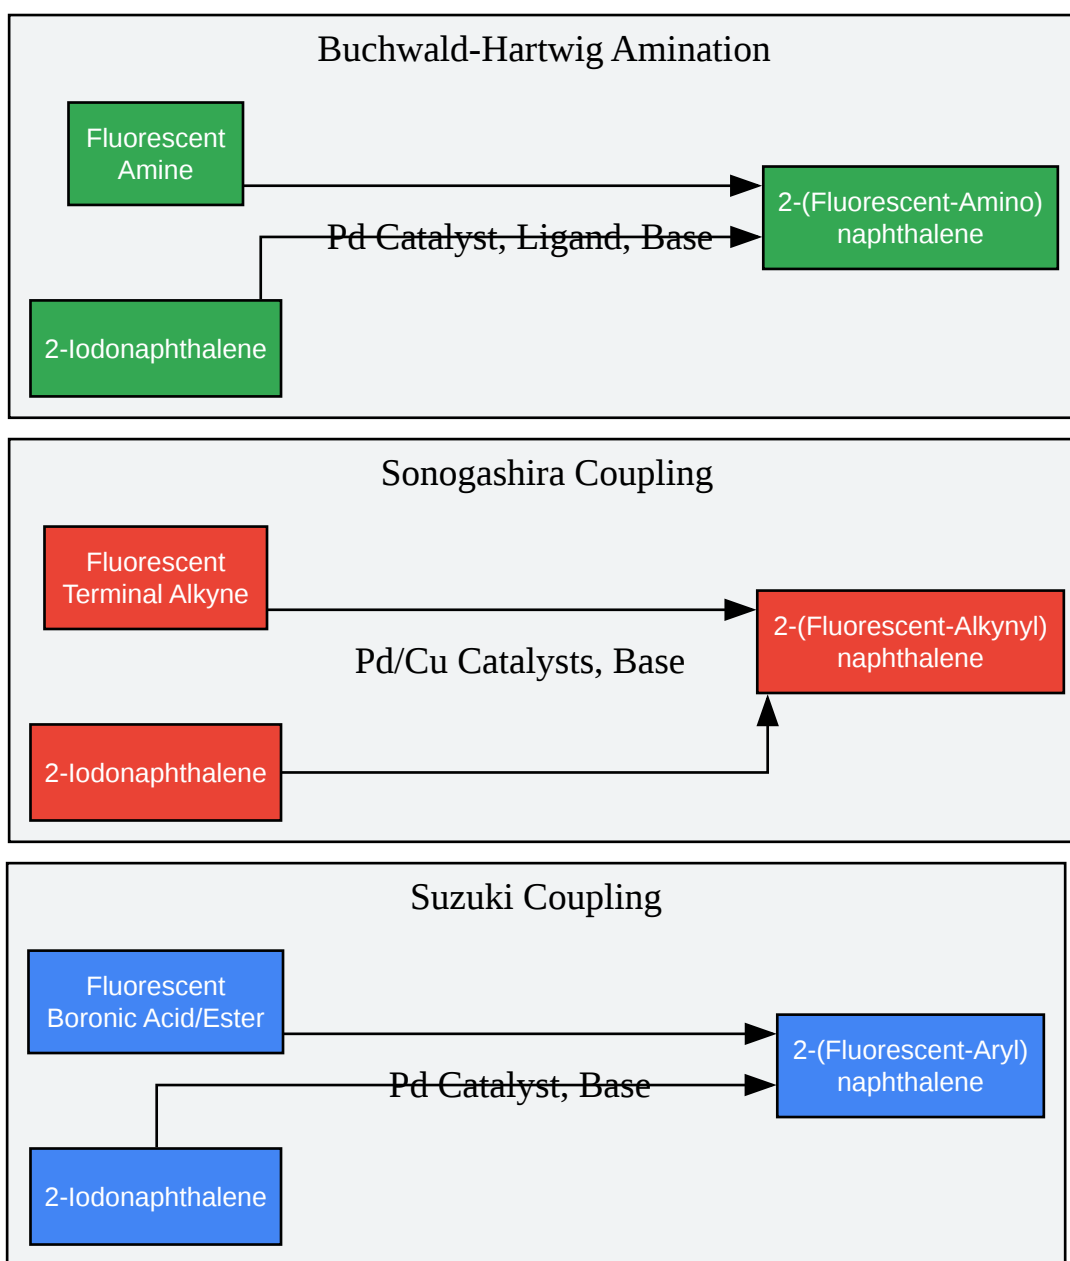 Buchwald-Hartwig Amination
Fluorescent
Amine
2-(Fluorescent-Amino)
naphthalene
Pd Catalyst, Ligand, Base
2-Iodonaphthalene
Sonogashira Coupling
Fluorescent
Terminal Alkyne
2-(Fluorescent-Alkynyl)
naphthalene
Pd/Cu Catalysts, Base
2-Iodonaphthalene
Suzuki Coupling
Fluorescent
Boronic Acid/Ester
2-(Fluorescent-Aryl)
naphthalene
Pd Catalyst, Base
2-Iodonaphthalene